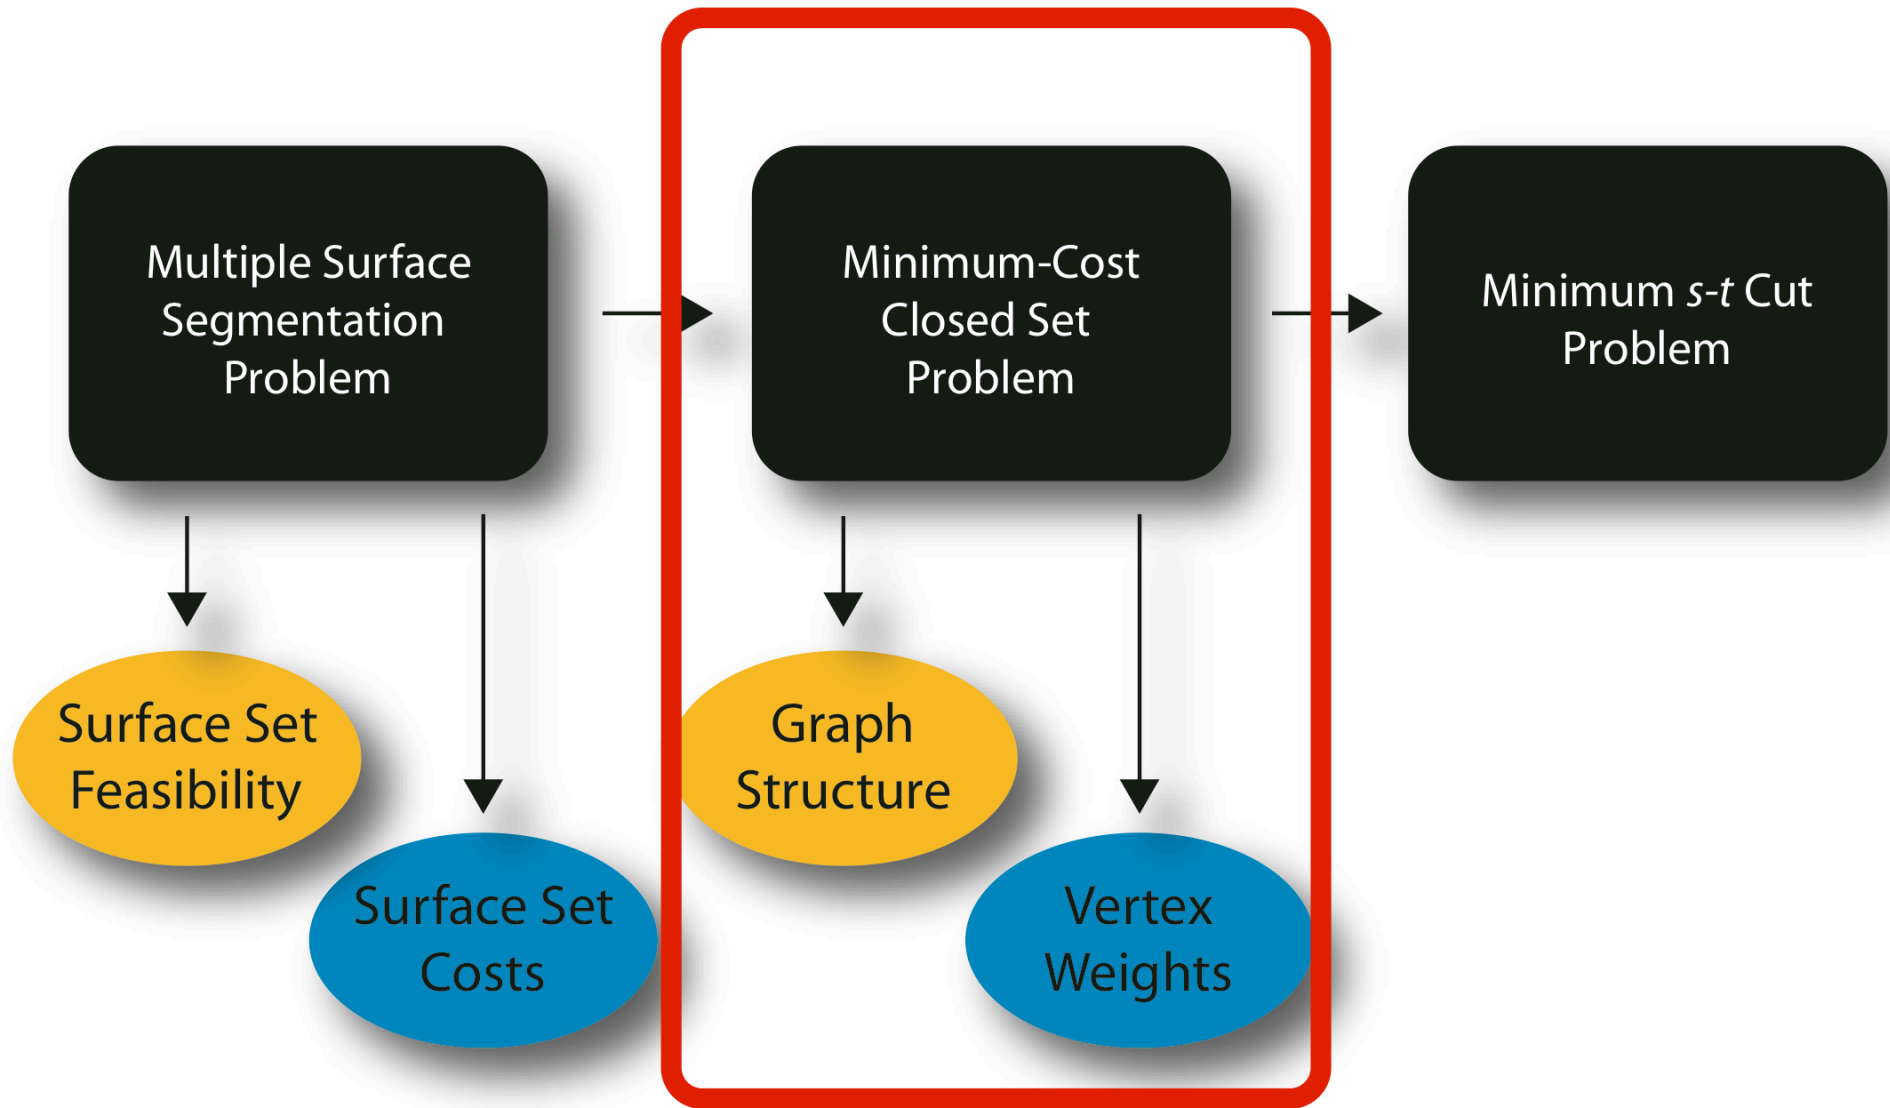 Multiple Surface
Segmentation
Problem
Minimum-Cost
Closed Set
Problem
Minimum s-t Cut
Problem
Surface Set
Feasibility
Surface Set
Costs
Graph
Structure
Vertex
Weights